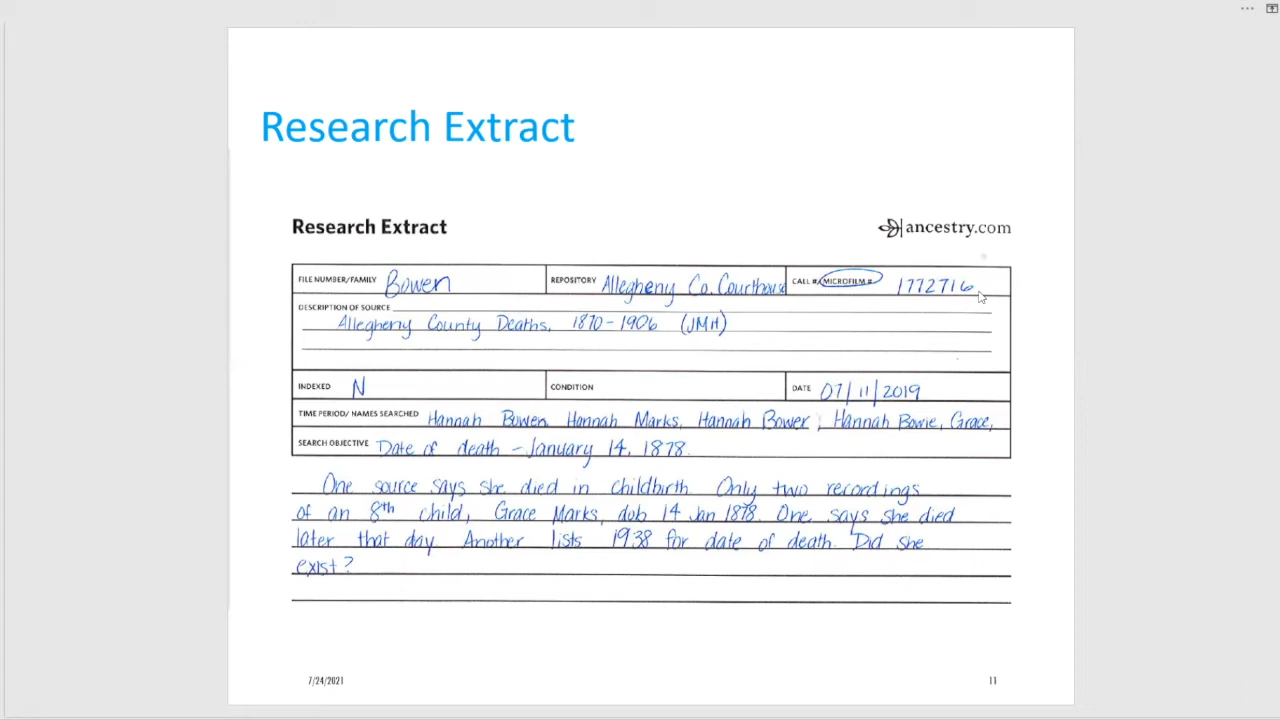 Research Extract
Research Extract
ancestry.com
FILE NUMBER/FAMILY Bowen REPOSITORY Allegheny Co. Courthouse CALL #/MICROFILM # 1772716
DESCRIPTION OF SOURCE
Allegheny County Deaths, 1870-1906 (JMH)
INDEXED N CONDITION DATE 07/11/2019
TIME PERIOD/ NAMES SEARCHED Hannah Bowen, Hannah Marks, Hannah Bower, Hannah Bowie, Grace,
SEARCH OBJECTIVE Date of death - January 14, 1878.
One source says she died in childbirth Only two recordings
of an 8th child, Grace Marks, dob 14 Jan 1878. One says she died
later that day. Another lists 1938 for date of death. Did she
exist?
7/24/2021 11